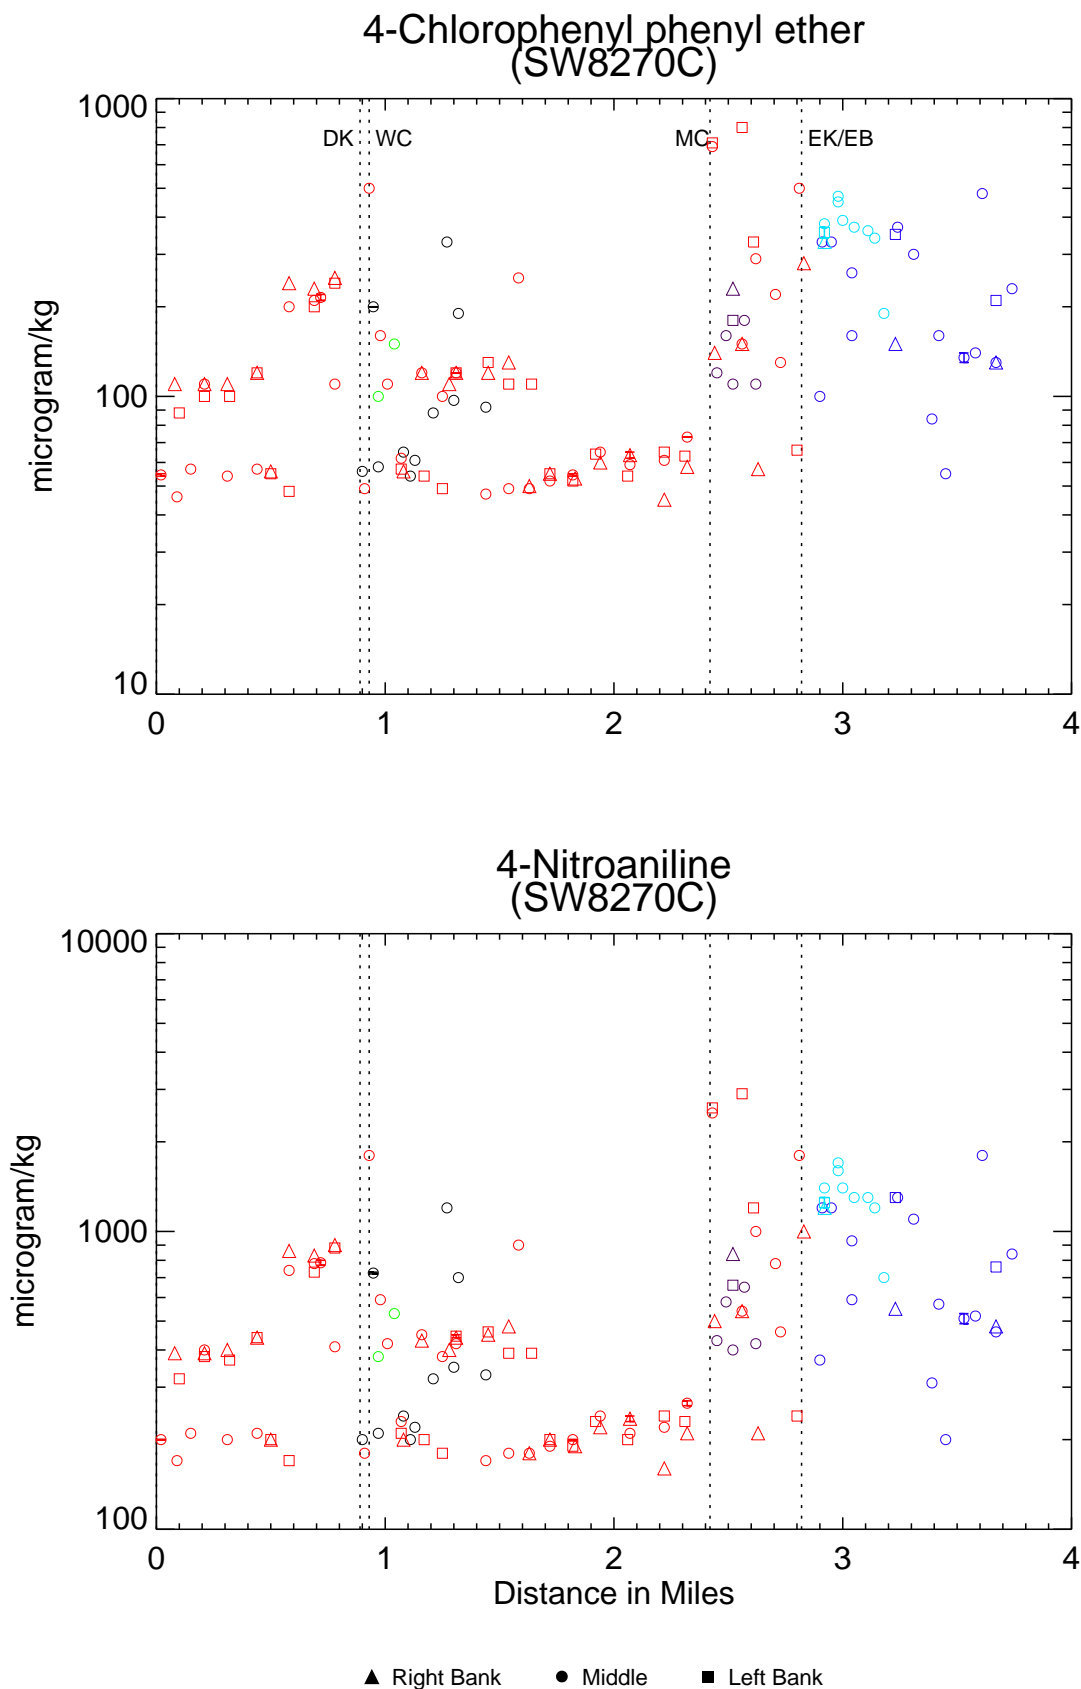 4-Chlorophenyl phenyl ether
(SW8270C)
1000
DK WC MC EK/EB
microgram/kg
100
10
0 1 2 3 4
4-Nitroaniline
(SW8270C)
10000
microgram/kg
1000
100
0 1 2 3 4
Distance in Miles
Right Bank Middle Left Bank